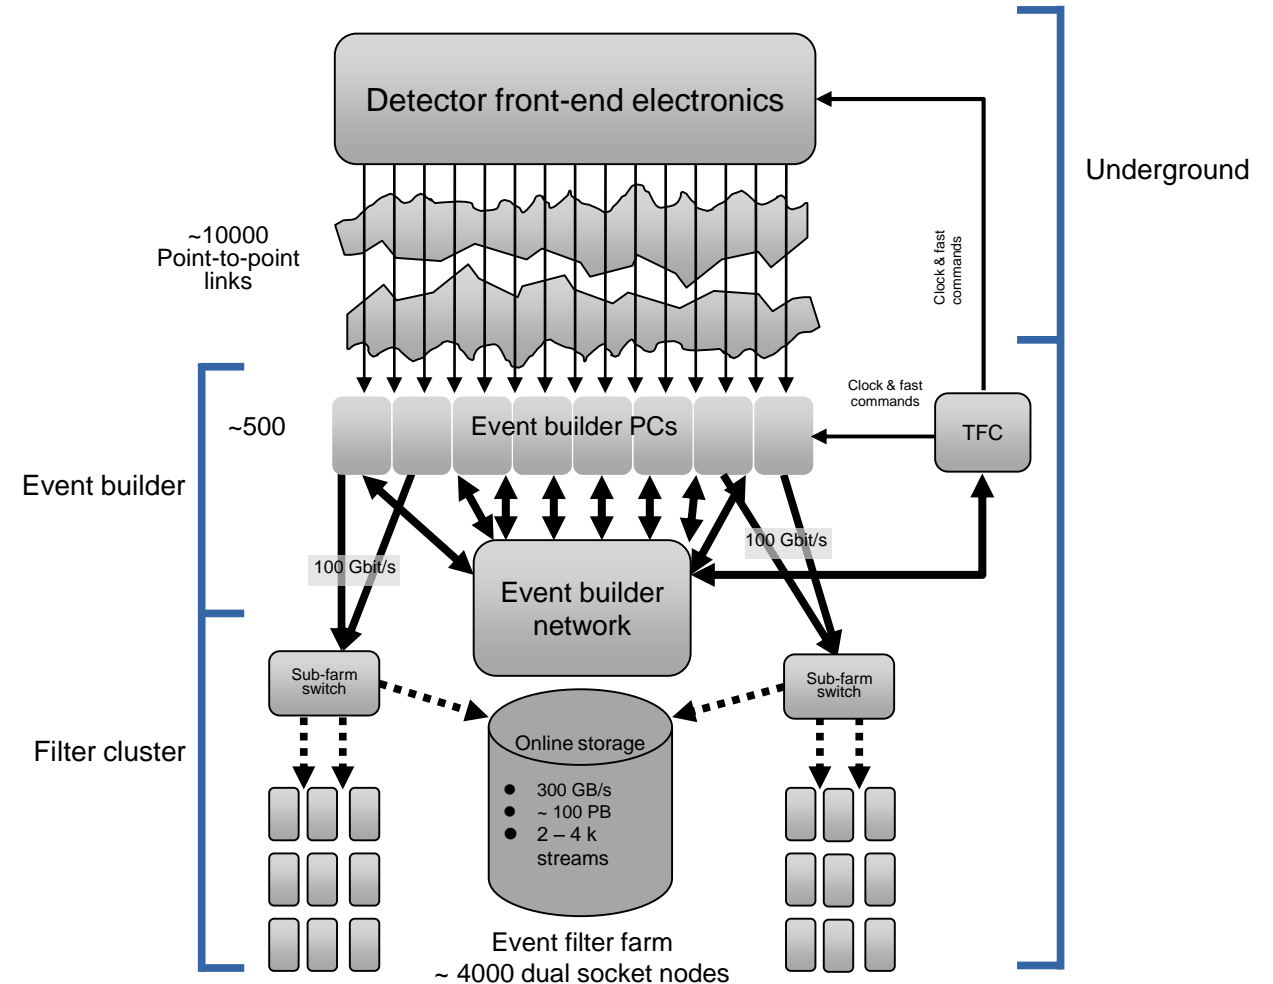 Detector front-end electronics
Underground
~10000
Point-to-point
links
Clock & fast
commands
Clock & fast
commands
~500
Event builder PCs
TFC
Event builder
100 Gbit/s
100 Gbit/s
Event builder
network
Sub-farm
switch
Sub-farm
switch
Filter cluster
Online storage
● 300 GB/s
● ~ 100 PB
● 2 – 4 k
streams
Event filter farm
~ 4000 dual socket nodes